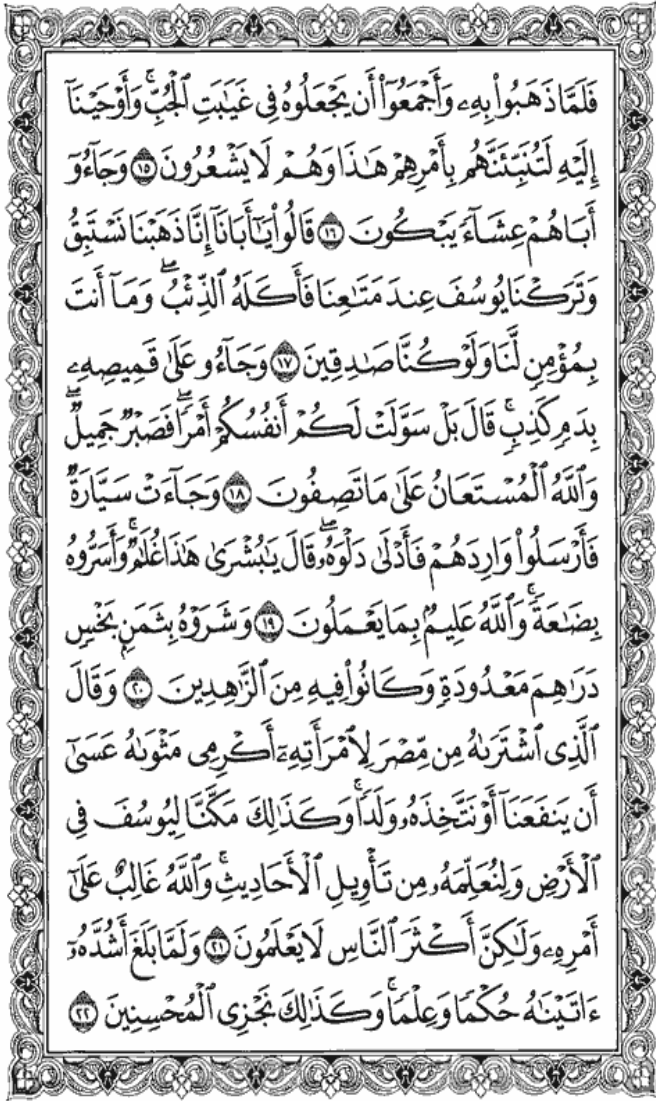 فَلَمَّا ذَهَبُوا۟ بِهِۦ وَأَجْمَعُوٓا۟ أَن يَجْعَلُوهُ فِى غَيَـٰبَتِ ٱلْجُبِّ ۚ وَأَوْحَيْنَآ
إِلَيْهِ لَتُنَبِّئَنَّهُم بِأَمْرِهِمْ هَـٰذَا وَهُمْ لَا يَشْعُرُونَ ١٥ وَجَآءُوٓ
أَبَاهُمْ عِشَآءً يَبْكُونَ ١٦ قَالُوا۟ يَـٰٓأَبَانَآ إِنَّا ذَهَبْنَا نَسْتَبِقُ
وَتَرَكْنَا يُوسُفَ عِندَ مَتَـٰعِنَا فَأَكَلَهُ ٱلذِّئْبُ ۖ وَمَآ أَنتَ
بِمُؤْمِنٍ لَّنَا وَلَوْ كُنَّا صَـٰدِقِينَ ١٧ وَجَآءُو عَلَىٰ قَمِيصِهِۦ
بِدَمٍ كَذِبٍ ۚ قَالَ بَلْ سَوَّلَتْ لَكُمْ أَنفُسُكُمْ أَمْرًا ۖ فَصَبْرٌ جَمِيلٌ ۖ
وَٱللَّهُ ٱلْمُسْتَعَانُ عَلَىٰ مَا تَصِفُونَ ١٨ وَجَآءَتْ سَيَّارَةٌ
فَأَرْسَلُوا۟ وَارِدَهُمْ فَأَدْلَىٰ دَلْوَهُۥ ۖ قَالَ يَـٰبُشْرَىٰ هَـٰذَا غُلَـٰمٌ ۚ وَأَسَرُّوهُ
بِضَـٰعَةً ۚ وَٱللَّهُ عَلِيمٌۢ بِمَا يَعْمَلُونَ ١٩ وَشَرَوْهُ بِثَمَنٍۭ بَخْسٍ
دَرَٰهِمَ مَعْدُودَةٍ وَكَانُوا۟ فِيهِ مِنَ ٱلزَّٰهِدِينَ ٢٠ وَقَالَ
ٱلَّذِى ٱشْتَرَىٰهُ مِن مِّصْرَ لِٱمْرَأَتِهِۦٓ أَكْرِمِى مَثْوَىٰهُ عَسَىٰٓ
أَن يَنفَعَنَآ أَوْ نَتَّخِذَهُۥ وَلَدًا ۚ وَكَذَٰلِكَ مَكَّنَّا لِيُوسُفَ فِى
ٱلْأَرْضِ وَلِنُعَلِّمَهُۥ مِن تَأْوِيلِ ٱلْأَحَادِيثِ ۚ وَٱللَّهُ غَالِبٌ عَلَىٰٓ
أَمْرِهِۦ وَلَـٰكِنَّ أَكْثَرَ ٱلنَّاسِ لَا يَعْلَمُونَ ٢١ وَلَمَّا بَلَغَ أَشُدَّهُۥٓ
ءَاتَيْنَـٰهُ حُكْمًا وَعِلْمًا ۚ وَكَذَٰلِكَ نَجْزِى ٱلْمُحْسِنِينَ ٢٢